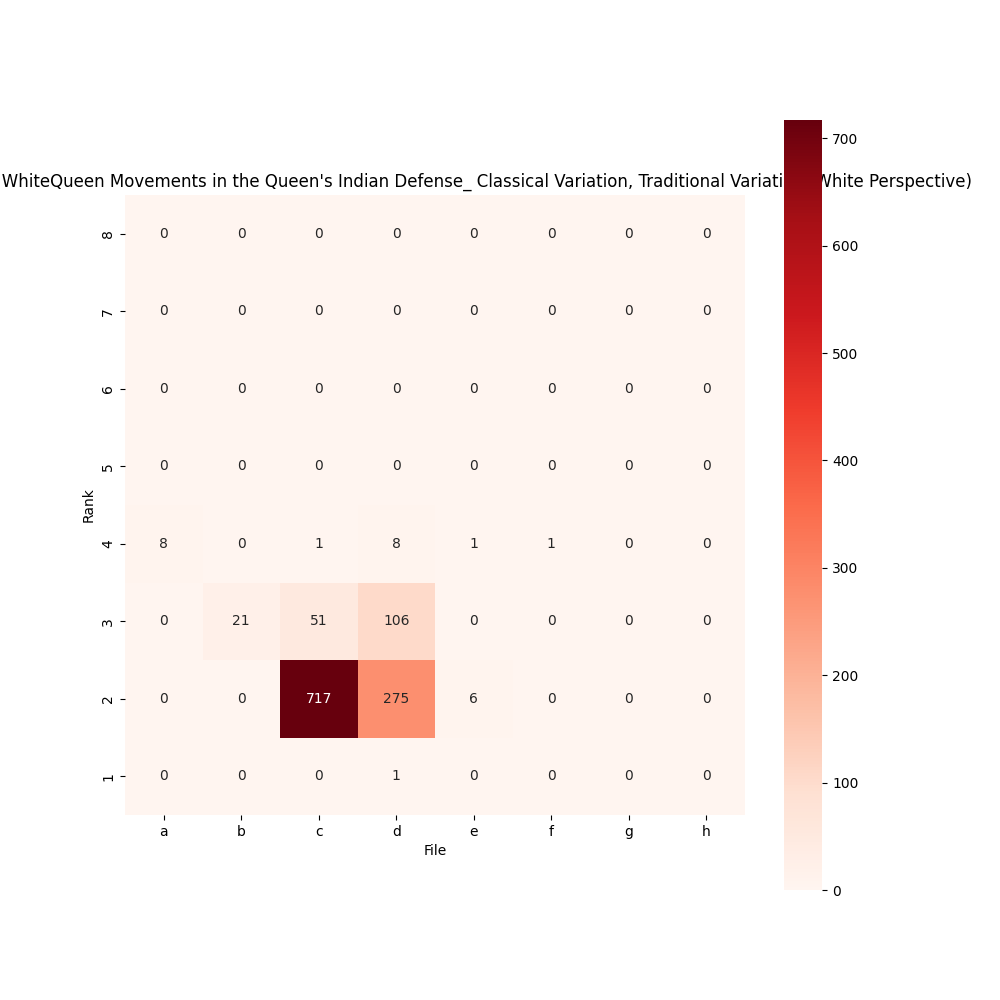 WhiteQueen Movements in the Queen's Indian Defense_ Classical Variation, Traditional Variati White Perspective)
700
600
500
400
300
200
100
0
Rank
8 0 0 0 0 0 0 0 0
7 0 0 0 0 0 0 0 0
6 0 0 0 0 0 0 0 0
5 0 0 0 0 0 0 0 0
4 8 0 1 8 1 1 0 0
3 0 21 51 106 0 0 0 0
2 0 0 717 275 6 0 0 0
1 0 0 0 1 0 0 0 0
a b c d e f g h
File